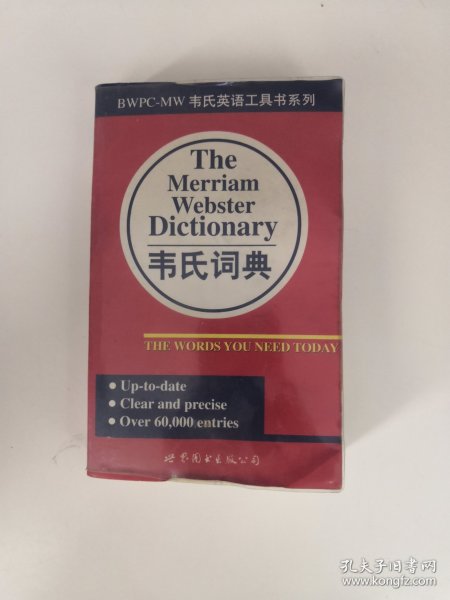 BWPC-MW 韦氏英语工具书系列
The
Merriam
Webster
Dictionary
韦氏词典
THE WORDS YOU NEED TODAY
● Up-to-date
● Clear and precise
● Over 60,000 entries
世界图书出版公司
孔夫子旧书网
www.kongfz.com